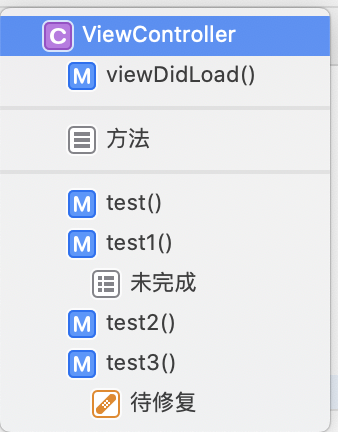 C ViewController
M viewDidLoad()
方法
M test()
M test1()
未完成
M test2()
M test3()
待修复